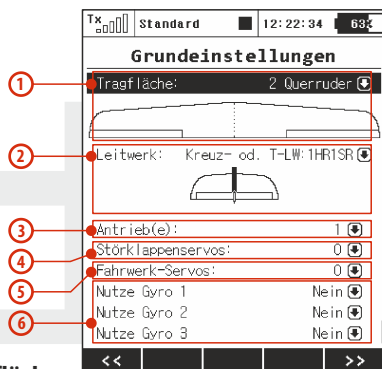 Tx Standard 12:22:34 63%
Grundeinstellungen
1 Tragfläche: 2 Querruder
2 Leitwerk: Kreuz- od. T-LW:1HR1SR
3 Antrieb(e): 1
4 Störklappenservos: 0
5 Fahrwerk-Servos: 0
Nutze Gyro 1 Nein
6 Nutze Gyro 2 Nein
Nutze Gyro 3 Nein
<< >>